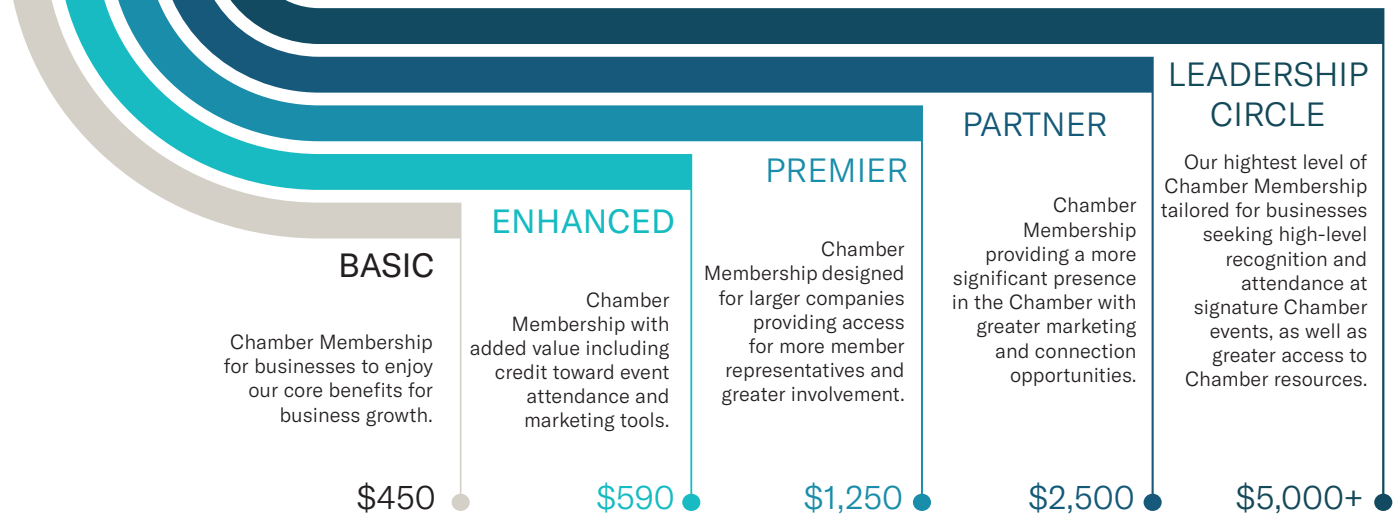 BASIC
Chamber Membership
for businesses to enjoy
our core benefits for
business growth.
$450
ENHANCED
Chamber
Membership with
added value including
credit toward event
attendance and
marketing tools.
$590
PREMIER
Chamber
Membership designed
for larger companies
providing access
for more member
representatives and
greater involvement.
$1,250
PARTNER
Chamber
Membership
providing a more
significant presence
in the Chamber with
greater marketing
and connection
opportunities.
$2,500
LEADERSHIP
CIRCLE
Our hightest level of
Chamber Membership
tailored for businesses
seeking high-level
recognition and
attendance at
signature Chamber
events, as well as
greater access to
Chamber resources.
$5,000+